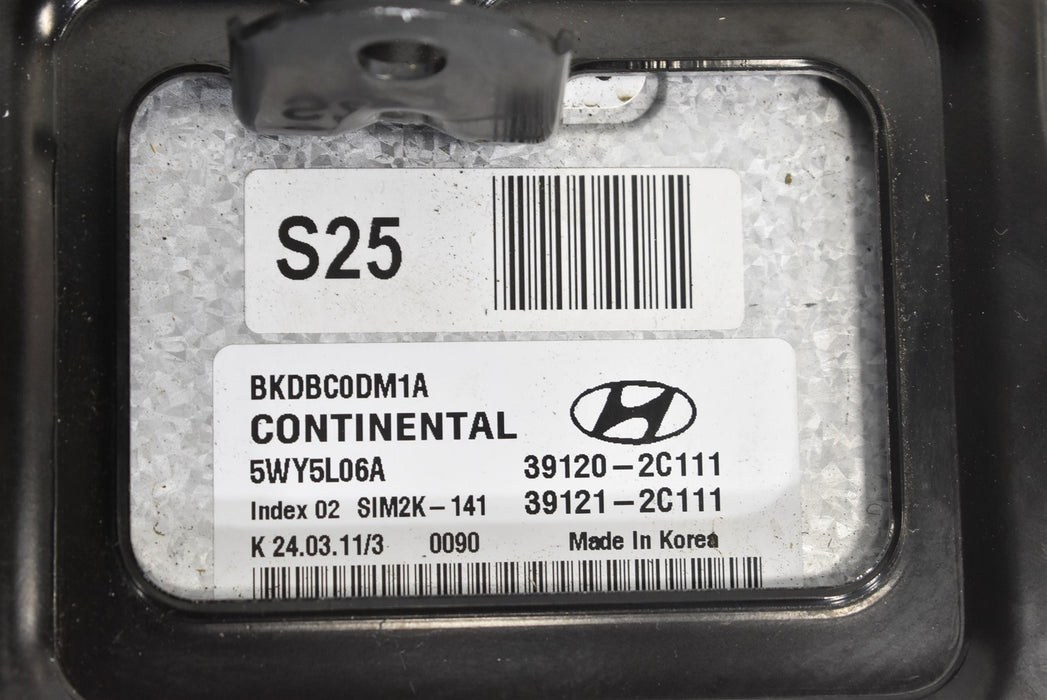 S25
BKDBC0DM1A
CONTINENTAL
5WY5L06A 39120-2C111
Index 02 SIM2K-141 39121-2C111
K 24.03.11/3 0090 Made In Korea